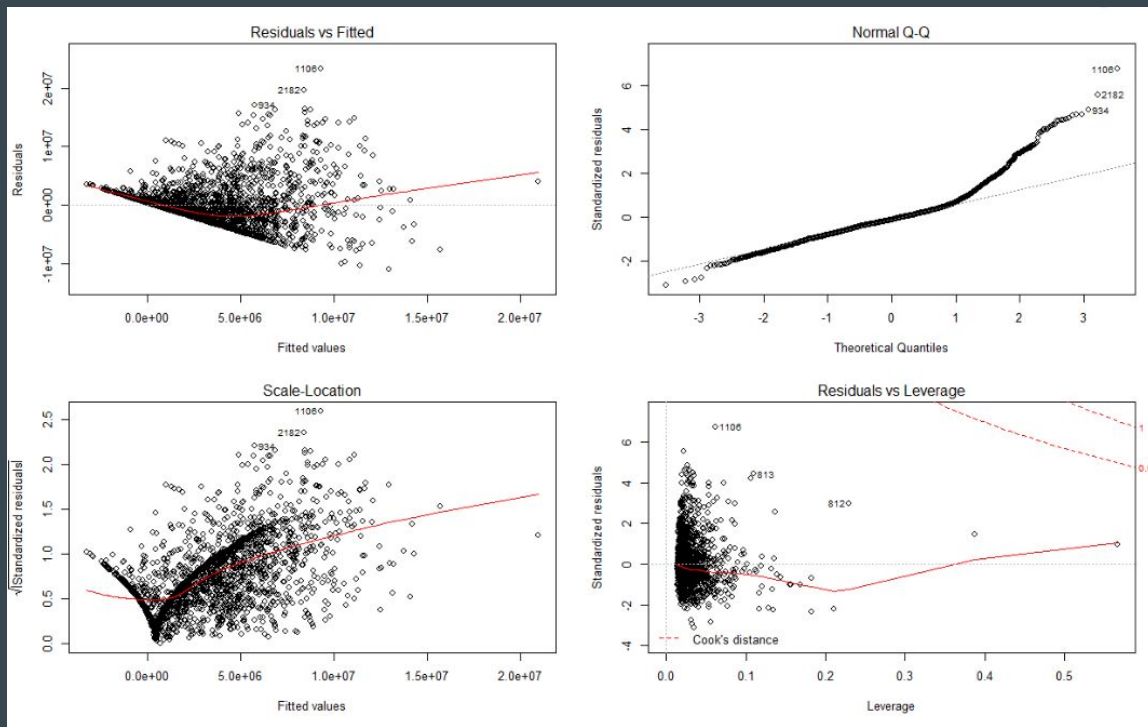 Residuals vs Fitted
1106
2182
934
Residuals
2e+07
1e+07
0e+00
-1e+07
0.0e+00 5.0e+06 1.0e+07 1.5e+07 2.0e+07
Fitted values
Normal Q-Q
1106
2182
934
Standardized residuals
6
4
2
0
-2
-3 -2 -1 0 1 2 3
Theoretical Quantiles
Scale-Location
1106
2182
934
√|Standardized residuals|
2.5
2.0
1.5
1.0
0.5
0.0
0.0e+00 5.0e+06 1.0e+07 1.5e+07 2.0e+07
Fitted values
Residuals vs Leverage
1106
813
812
1
Standardized residuals
6
4
2
0
-2
-4
Cook's distance
0.0 0.1 0.2 0.3 0.4 0.5
Leverage